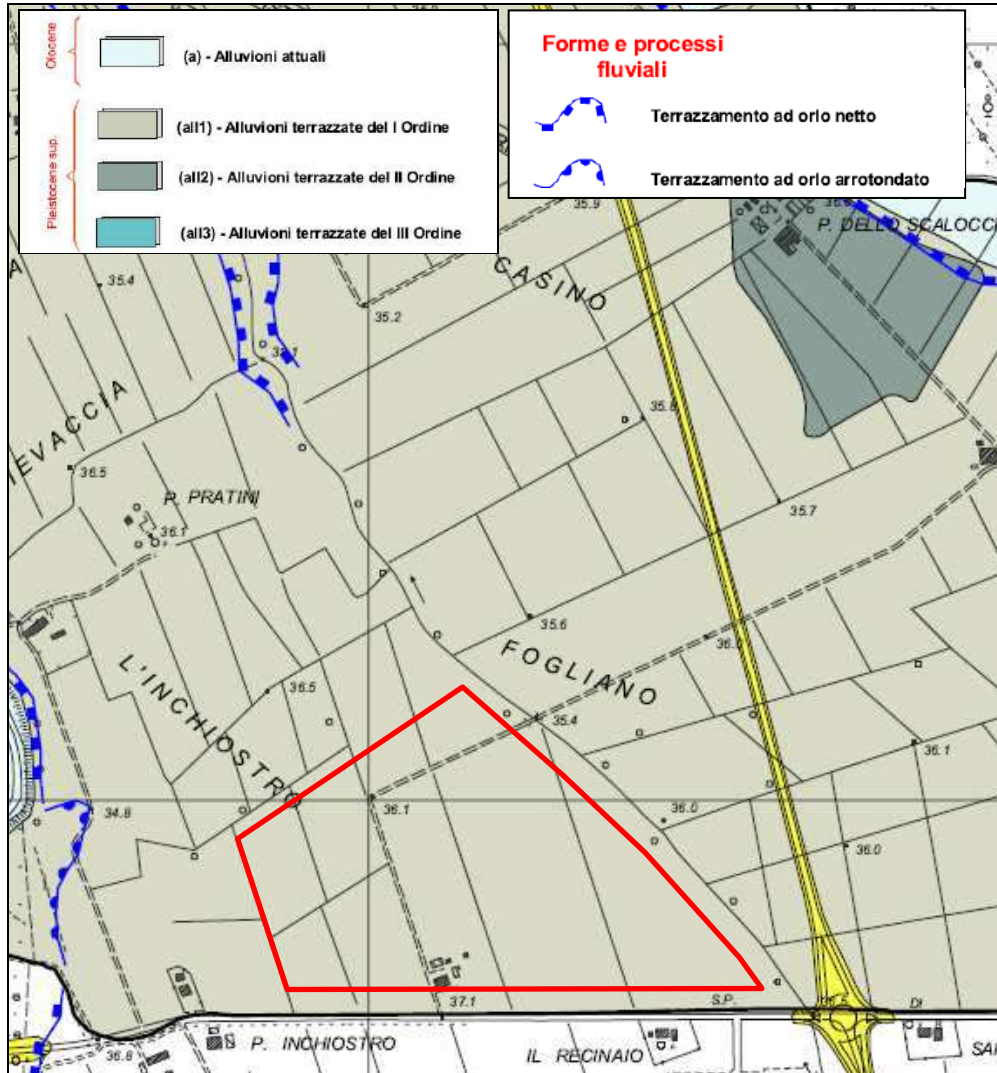 Olocene
(a) - Alluvioni attuali
Pleistocene sup.
(all1) - Alluvioni terrazzate del I Ordine
(all2) - Alluvioni terrazzate del II Ordine
(all3) - Alluvioni terrazzate del III Ordine
Forme e processi
fluviali
Terrazzamento ad orlo netto
Terrazzamento ad orlo arrotondato
35.9
P. DELLO SCALOCC
CASINO
35.4
35.2
35.8
IEVACCIA
36.5
P. PRATINI
36.1
35.7
35.6
FOGLIANO
L'INCHIOSTRO
36.5
35.4
36.1
34.8
36.1
36.0
36.0
37.1
S.P.
DI
P. INCHIOSTRO
36.8
IL RECINAIO
SAN